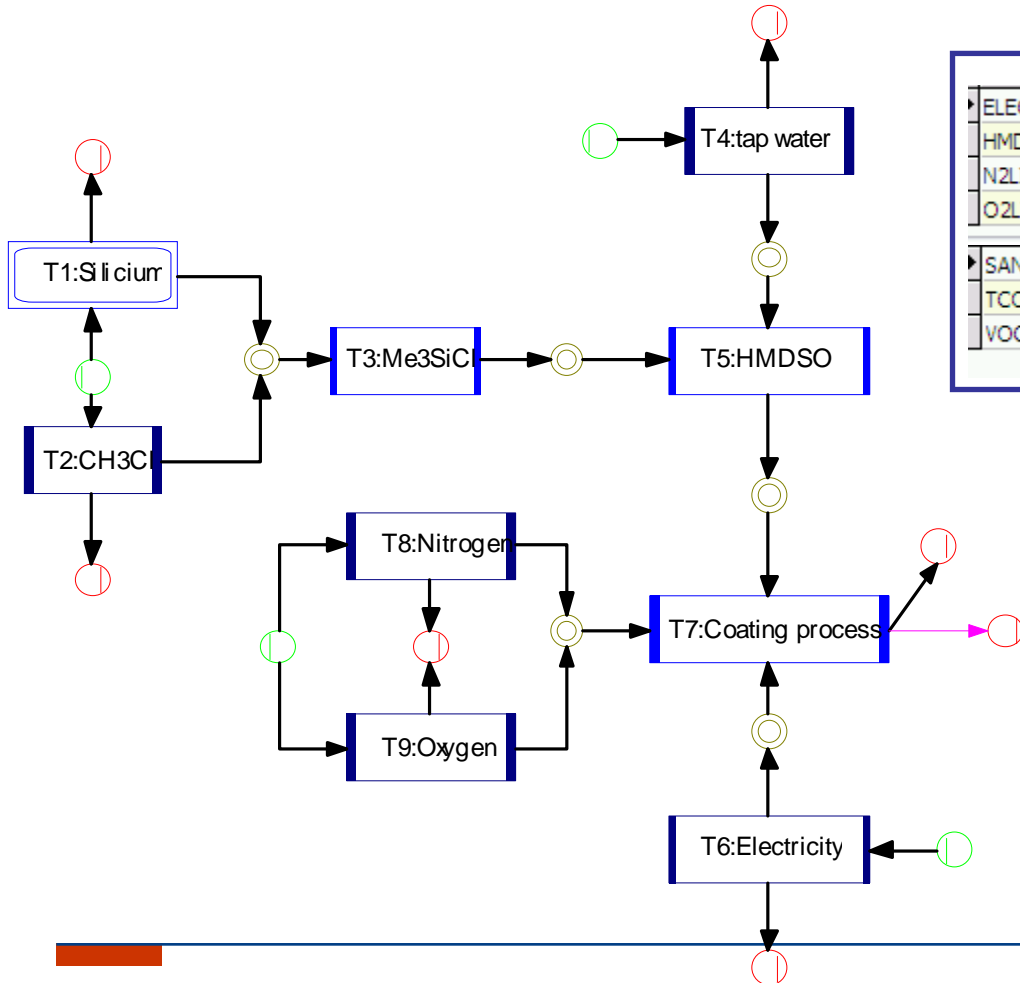 T4:tap water
T1:Silicium
T3:Me3SiCl
T5:HMDSO
T2:CH3Cl
T8:Nitrogen
T7:Coating process
T9:Oxygen
T6:Electricity
O2L